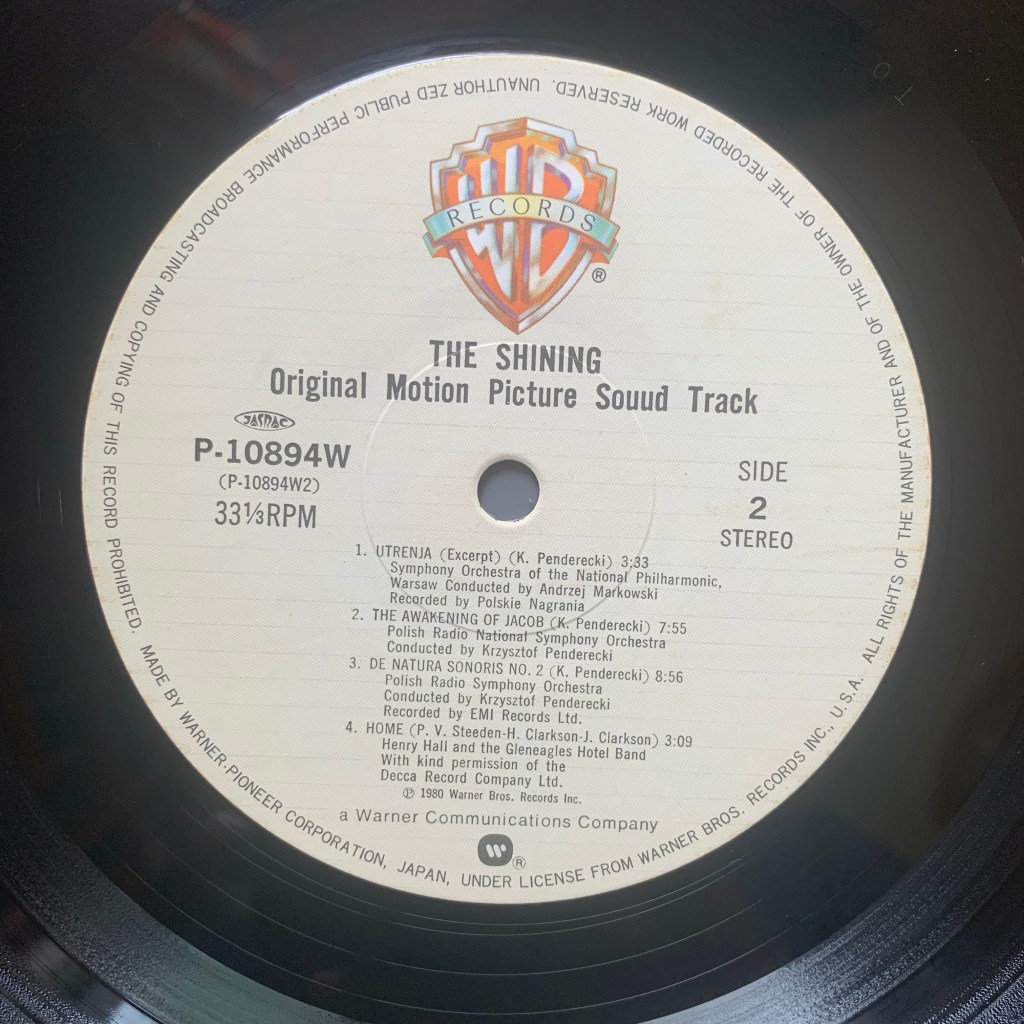 WB
RECORDS
®
THE SHINING
Original Motion Picture Souud Track
JASRAC
P-10894W
(P-10894W2)
33⅓RPM
SIDE
2
STEREO
1. UTRENJA (Excerpt) (K. Penderecki) 3:33
Symphony Orchestra of the National Philharmonic,
Warsaw Conducted by Andrzej Markowski
Recorded by Polskie Nagrania
2. THE AWAKENING OF JACOB (K. Penderecki) 7:55
Polish Radio National Symphony Orchestra
Conducted by Krzysztof Penderecki
3. DE NATURA SONORIS NO. 2 (K. Penderecki) 8:56
Polish Radio Symphony Orchestra
Conducted by Krzysztof Penderecki
Recorded by EMI Records Ltd.
4. HOME (P. V. Steeden-H. Clarkson-J. Clarkson) 3:09
Henry Hall and the Gleneagles Hotel Band
With kind permission of the
Decca Record Company Ltd.
℗ 1980 Warner Bros. Records Inc.
a Warner Communications Company
®
MADE BY WARNER-PIONEER CORPORATION, JAPAN, UNDER LICENSE FROM WARNER BROS. RECORDS INC., U.S.A. ALL RIGHTS OF THE MANUFACTURER AND OF THE OWNER OF THE RECORDED WORK RESERVED. UNAUTHOR ZED PUBLIC PERFORMANCE BROADCASTING AND COPYING OF THIS RECORD PROHIBITED.